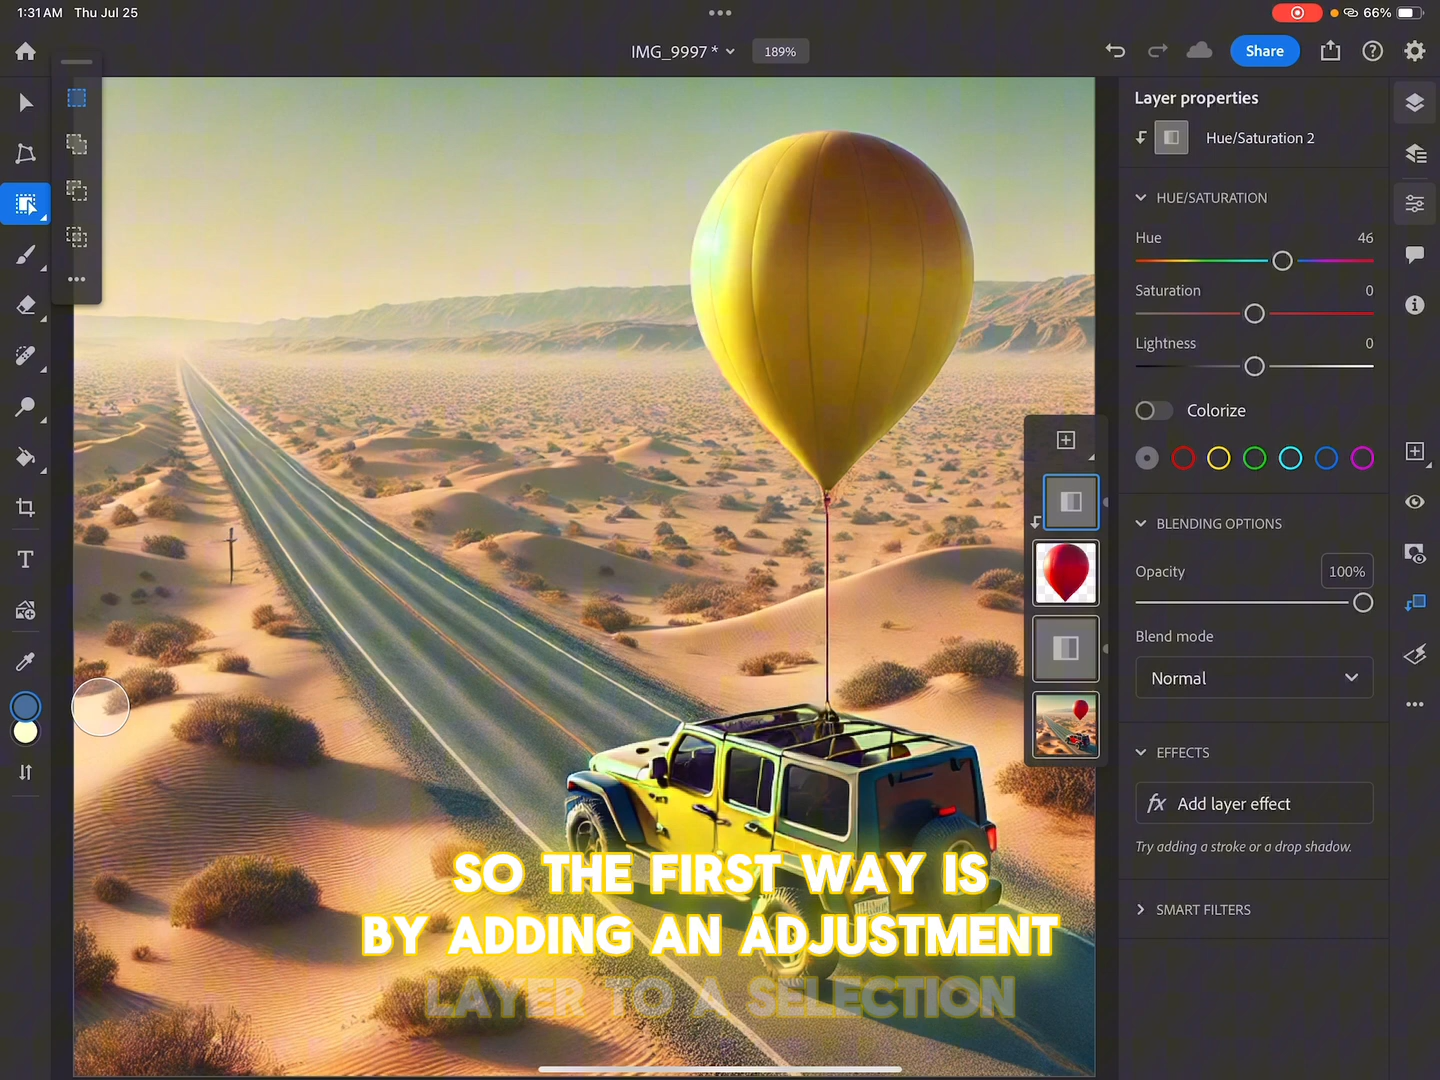 1:31 AM Thu Jul 25
66%
IMG_9997 *
189%
Share
Layer properties
Hue/Saturation 2
HUE/SATURATION
Hue 46
Saturation 0
Lightness 0
Colorize
BLENDING OPTIONS
Opacity 100%
Blend mode
Normal
EFFECTS
fx Add layer effect
Try adding a stroke or a drop shadow.
SMART FILTERS
T
SO THE FIRST WAY IS
BY ADDING AN ADJUSTMENT
LAYER TO A SELECTION